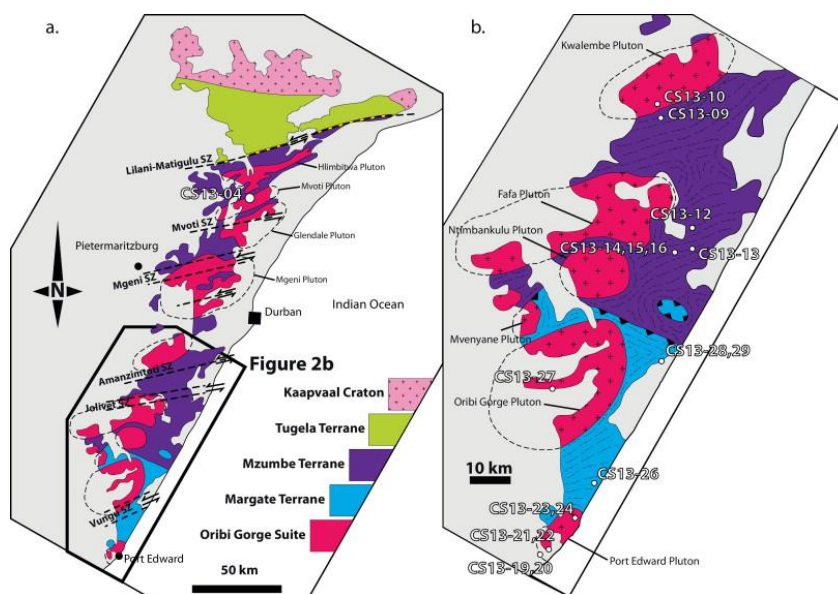 a.
Lilani-Matigulu SZ
Hlimbitwa Pluton
CS13-04
Mvoti Pluton
Mvoti SZ
Glendale Pluton
Pietermaritzburg
Mgeni SZ
Mgeni Pluton
N
Indian Ocean
Durban
Figure 2b
Amanzimtoti SZ
Kaapvaal Craton
Jolivet SZ
Tugela Terrane
Mzumbe Terrane
Margate Terrane
Vungu SZ
Oribi Gorge Suite
Port Edward
50 km
b.
Kwalembe Pluton
CS13-10
CS13-09
Fafa Pluton
CS13-12
Ntimbankulu Pluton
CS13-14,15,16
CS13-13
Mvenyane Pluton
CS13-28,29
CS13-27
Oribi Gorge Pluton
10 km
CS13-26
CS13-23,24
CS13-21,22
Port Edward Pluton
CS13-19,20